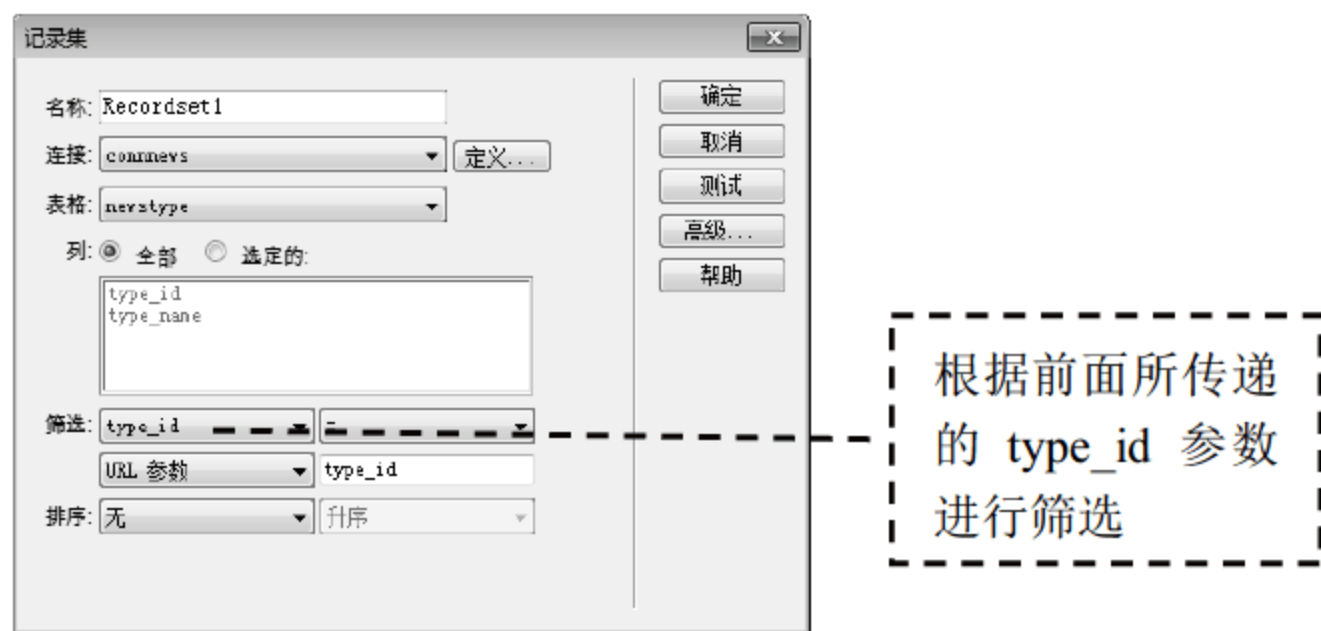 记录集
名称: Recordset1
连接: connnews 定义...
表格: newstype
列: 全部 选定的:
type_id
type_name
筛选: type_id =
URL 参数 type_id
排序: 无 升序
确定
取消
测试
高级...
帮助
根据前面所传递
的 type_id 参数
进行筛选